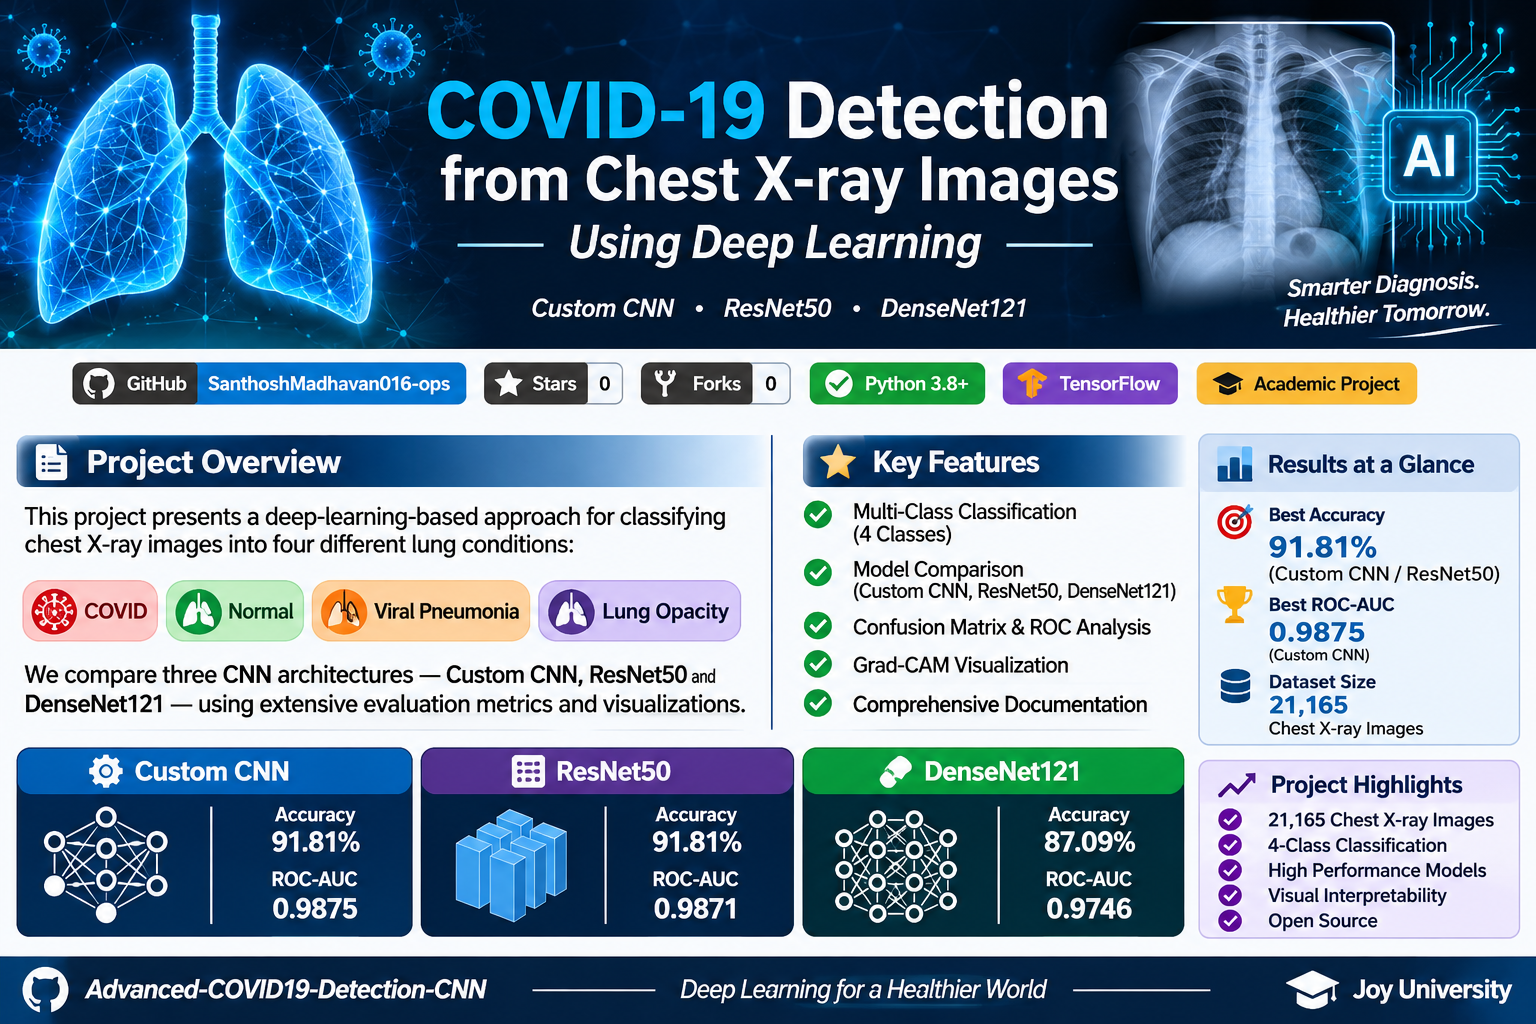 COVID-19 Detection
from Chest X-ray Images
Using Deep Learning
Custom CNN • ResNet50 • DenseNet121
AI
Smarter Diagnosis.
Healthier Tomorrow.
GitHub SanthoshMadhavan016-ops
Stars 0
Forks 0
Python 3.8+
TensorFlow
Academic Project
Project Overview
This project presents a deep-learning-based approach for classifying
chest X-ray images into four different lung conditions:
COVID
Normal
Viral Pneumonia
Lung Opacity
We compare three CNN architectures — Custom CNN, ResNet50 and
DenseNet121 — using extensive evaluation metrics and visualizations.
Key Features
Multi-Class Classification
(4 Classes)
Model Comparison
(Custom CNN, ResNet50, DenseNet121)
Confusion Matrix & ROC Analysis
Grad-CAM Visualization
Comprehensive Documentation
Results at a Glance
Best Accuracy
91.81%
(Custom CNN / ResNet50)
Best ROC-AUC
0.9875
(Custom CNN)
Dataset Size
21,165
Chest X-ray Images
Custom CNN
Accuracy
91.81%
ROC-AUC
0.9875
ResNet50
Accuracy
91.81%
ROC-AUC
0.9871
DenseNet121
Accuracy
87.09%
ROC-AUC
0.9746
Project Highlights
21,165 Chest X-ray Images
4-Class Classification
High Performance Models
Visual Interpretability
Open Source
Advanced-COVID19-Detection-CNN
Deep Learning for a Healthier World
Joy University